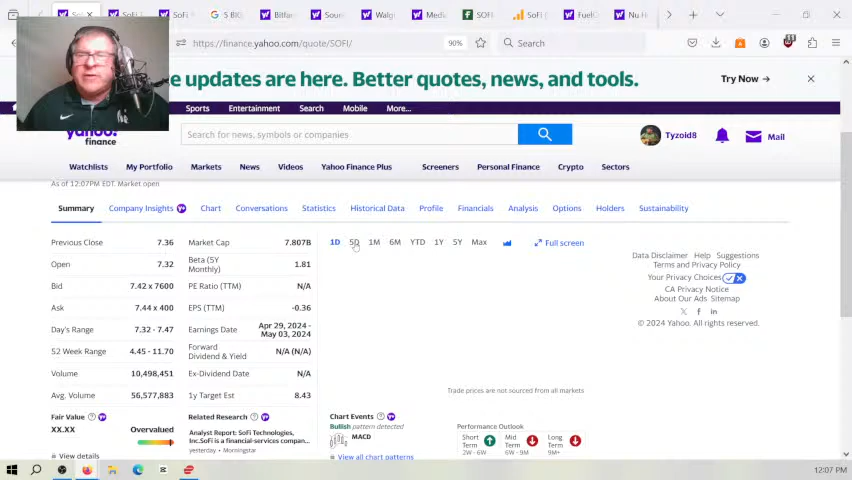 SoFi
S BIG
Bitfar
Soun
Walg
Media
SOFI
SoFi (
FuelC
Nu Ho
https://finance.yahoo.com/quote/SOFI/
90%
Search
e updates are here. Better quotes, news, and tools.
Try Now →
Sports Entertainment Search Mobile More...
yahoo!
finance
Search for news, symbols or companies
Tyzoid8
Mail
Watchlists My Portfolio Markets News Videos Yahoo Finance Plus Screeners Personal Finance Crypto Sectors
As of 12:07PM EDT. Market open
Summary Company Insights Chart Conversations Statistics Historical Data Profile Financials Analysis Options Holders Sustainability
Previous Close 7.36
Open 7.32
Bid 7.42 x 7600
Ask 7.44 x 400
Day's Range 7.32 - 7.47
52 Week Range 4.45 - 11.70
Volume 10,498,451
Avg. Volume 56,577,883
Market Cap 7.807B
Beta (5Y
Monthly) 1.81
PE Ratio (TTM) N/A
EPS (TTM) -0.36
Earnings Date Apr 29, 2024 -
May 03, 2024
Forward
Dividend & Yield N/A (N/A)
Ex-Dividend Date N/A
1y Target Est 8.43
1D 5D 1M 6M YTD 1Y 5Y Max Full screen
Trade prices are not sourced from all markets
Data Disclaimer Help Suggestions
Terms and Privacy Policy
Your Privacy Choices
CA Privacy Notice
About Our Ads Sitemap
© 2024 Yahoo. All rights reserved.
Fair Value
XX.XX Overvalued
View details
Related Research
Analyst Report: SoFi Technologies,
Inc.SoFi is a financial-services compan...
yesterday • Morningstar
Chart Events
Bullish pattern detected
MACD
View all chart patterns
Performance Outlook
Short
Term
2W - 6W
Mid
Term
6W - 9M
Long
Term
9M+
12:07 PM